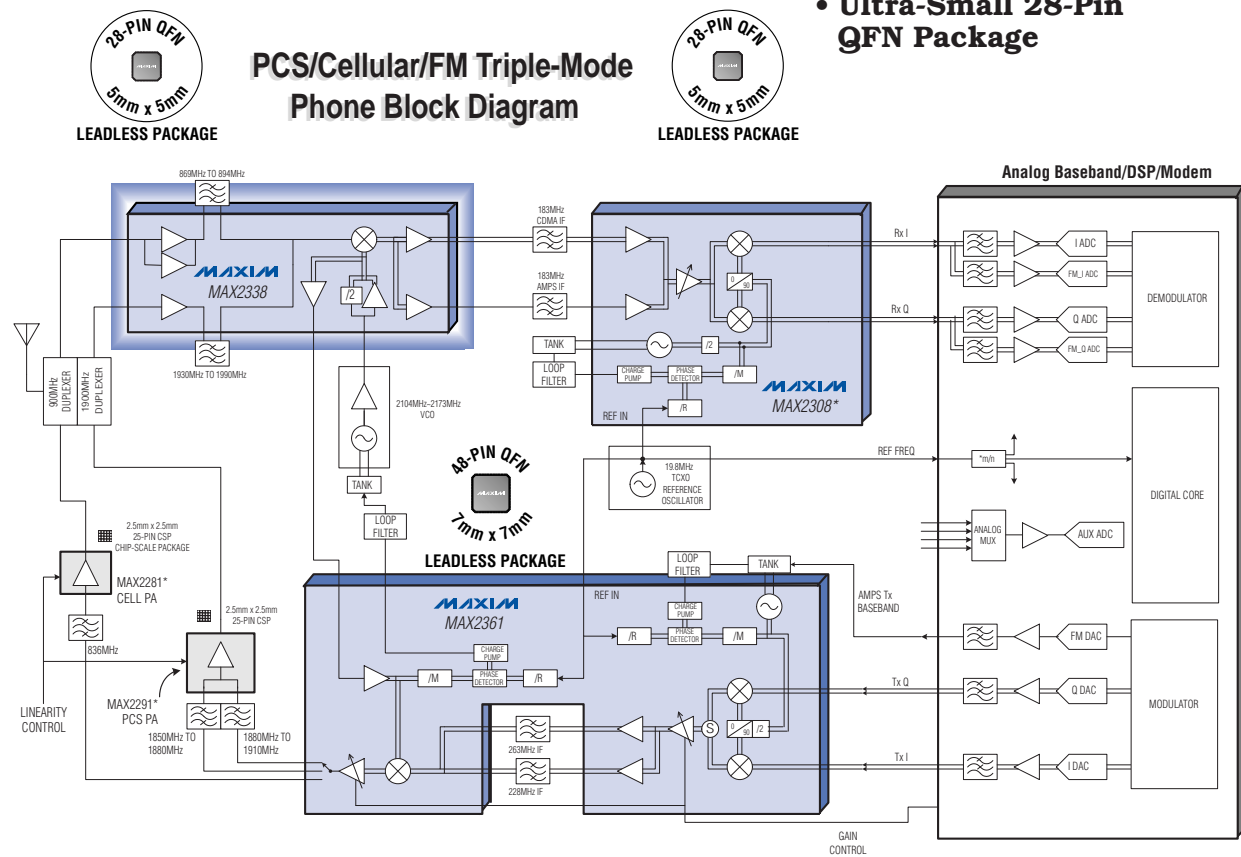 • Ultra-Small 28-Pin
QFN Package
28-PIN QFN
MAXIM
5mm x 5mm
LEADLESS PACKAGE
PCS/Cellular/FM Triple-Mode
Phone Block Diagram
28-PIN QFN
MAXIM
5mm x 5mm
LEADLESS PACKAGE
Analog Baseband/DSP/Modem
869MHz TO 894MHz
MAXIM
MAX2338
/2
1930MHz TO 1990MHz
900MHz
DUPLEXER
1900MHz
DUPLEXER
183MHz
CDMA IF
183MHz
AMPS IF
TANK
LOOP
FILTER
0
90
/2
CHARGE
PUMP
PHASE
DETECTOR
/M
/R
MAXIM
MAX2308*
REF IN
Rx I
Rx Q
I ADC
FM_I ADC
Q ADC
FM_Q ADC
DEMODULATOR
2104MHz–2173MHz
VCO
TANK
LOOP
FILTER
48-PIN QFN
MAXIM
7mm x 7mm
LEADLESS PACKAGE
19.8MHz
TCXO
REFERENCE
OSCILLATOR
REF FREQ
*m/n
DIGITAL CORE
ANALOG
MUX
AUX ADC
2.5mm x 2.5mm
25-PIN CSP
CHIP-SCALE PACKAGE
MAX2281*
CELL PA
836MHz
2.5mm x 2.5mm
25-PIN CSP
MAX2291*
PCS PA
LINEARITY
CONTROL
1850MHz TO
1880MHz
1880MHz TO
1910MHz
MAXIM
MAX2361
REF IN
LOOP
FILTER
TANK
CHARGE
PUMP
/R
PHASE
DETECTOR
/M
AMPS Tx
BASEBAND
CHARGE
PUMP
/M
PHASE
DETECTOR
/R
263MHz IF
228MHz IF
S
0
90
/2
Tx Q
Tx I
FM DAC
Q DAC
I DAC
MODULATOR
GAIN
CONTROL